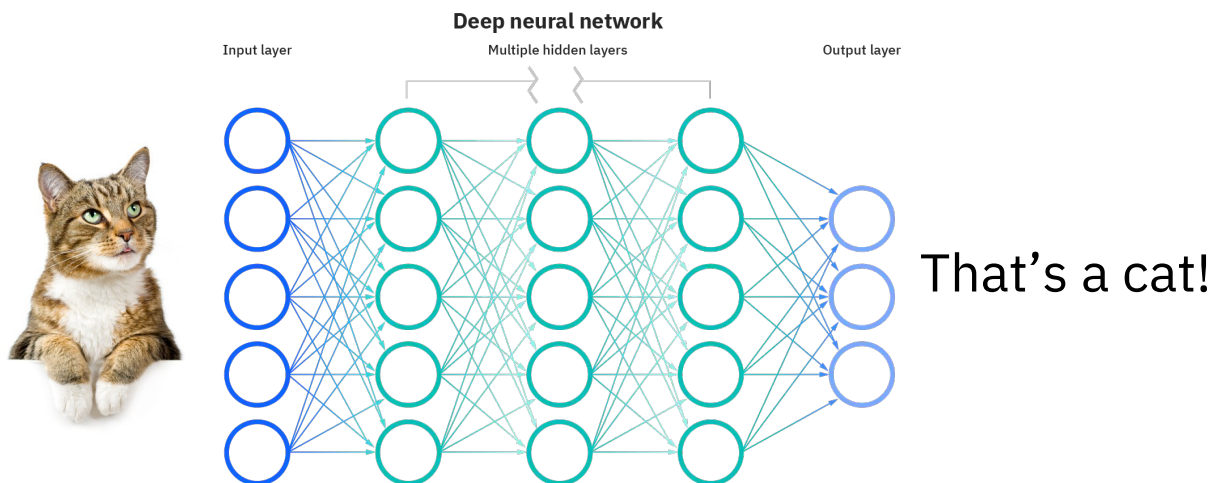 Deep neural network
Input layer
Multiple hidden layers
Output layer
That’s a cat!